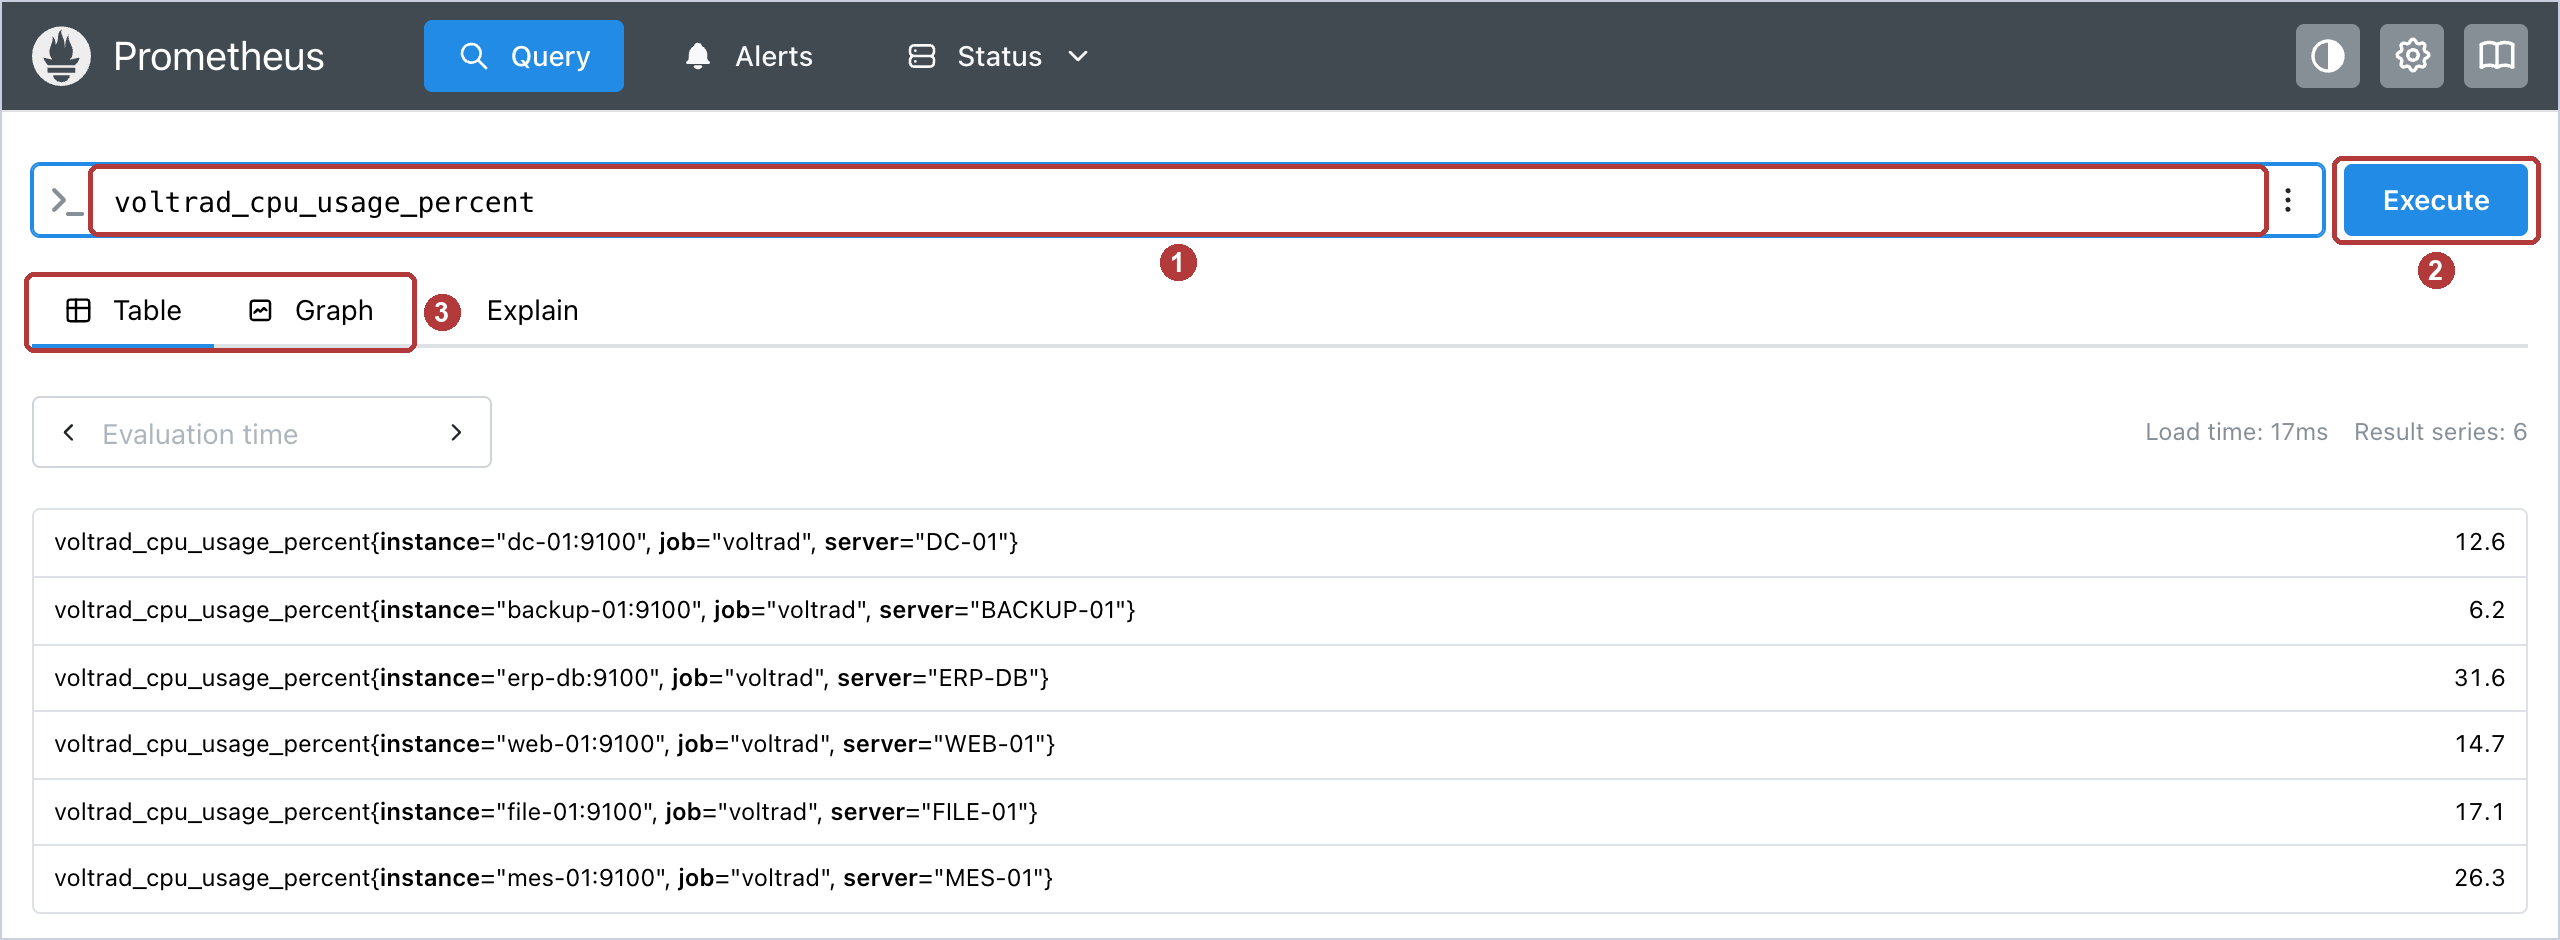 Prometheus Query Alerts Status
voltrad_cpu_usage_percent Execute
1
2
Table Graph 3 Explain
Evaluation time Load time: 17ms Result series: 6
voltrad_cpu_usage_percent{instance="dc-01:9100", job="voltrad", server="DC-01"} 12.6
voltrad_cpu_usage_percent{instance="backup-01:9100", job="voltrad", server="BACKUP-01"} 6.2
voltrad_cpu_usage_percent{instance="erp-db:9100", job="voltrad", server="ERP-DB"} 31.6
voltrad_cpu_usage_percent{instance="web-01:9100", job="voltrad", server="WEB-01"} 14.7
voltrad_cpu_usage_percent{instance="file-01:9100", job="voltrad", server="FILE-01"} 17.1
voltrad_cpu_usage_percent{instance="mes-01:9100", job="voltrad", server="MES-01"} 26.3